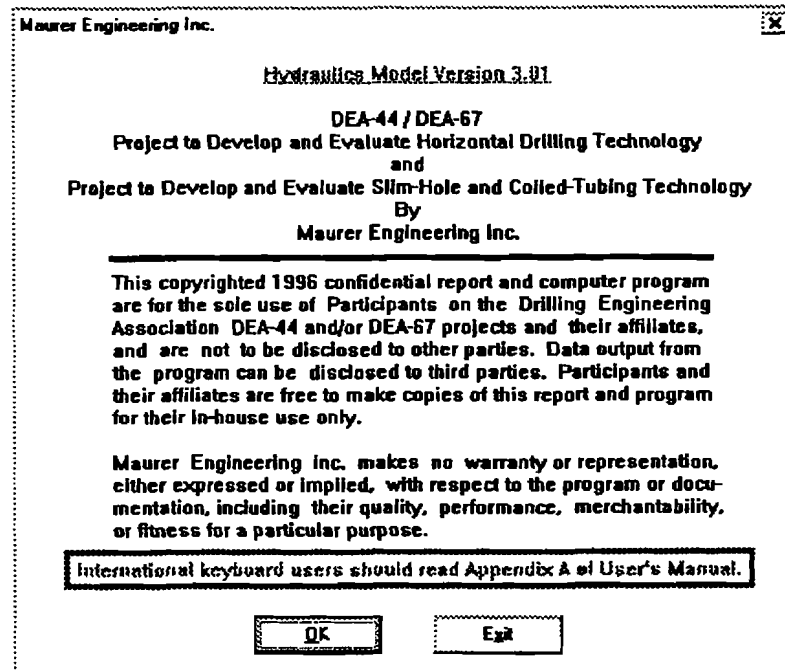 Maurer Engineering Inc.
Hydraulics Model Version 3.01
DEA-44 / DEA-67
Project to Develop and Evaluate Horizontal Drilling Technology
and
Project to Develop and Evaluate Slim-Hole and Coiled-Tubing Technology
By
Maurer Engineering Inc.
This copyrighted 1996 confidential report and computer program
are for the sole use of Participants on the Drilling Engineering
Association DEA-44 and/or DEA-67 projects and their affiliates,
and are not to be disclosed to other parties. Data output from
the program can be disclosed to third parties. Participants and
their affiliates are free to make copies of this report and program
for their in-house use only.
Maurer Engineering Inc. makes no warranty or representation,
either expressed or implied, with respect to the program or docu-
mentation, including their quality, performance, merchantability,
or fitness for a particular purpose.
International keyboard users should read Appendix A of User's Manual.
OK
Exit